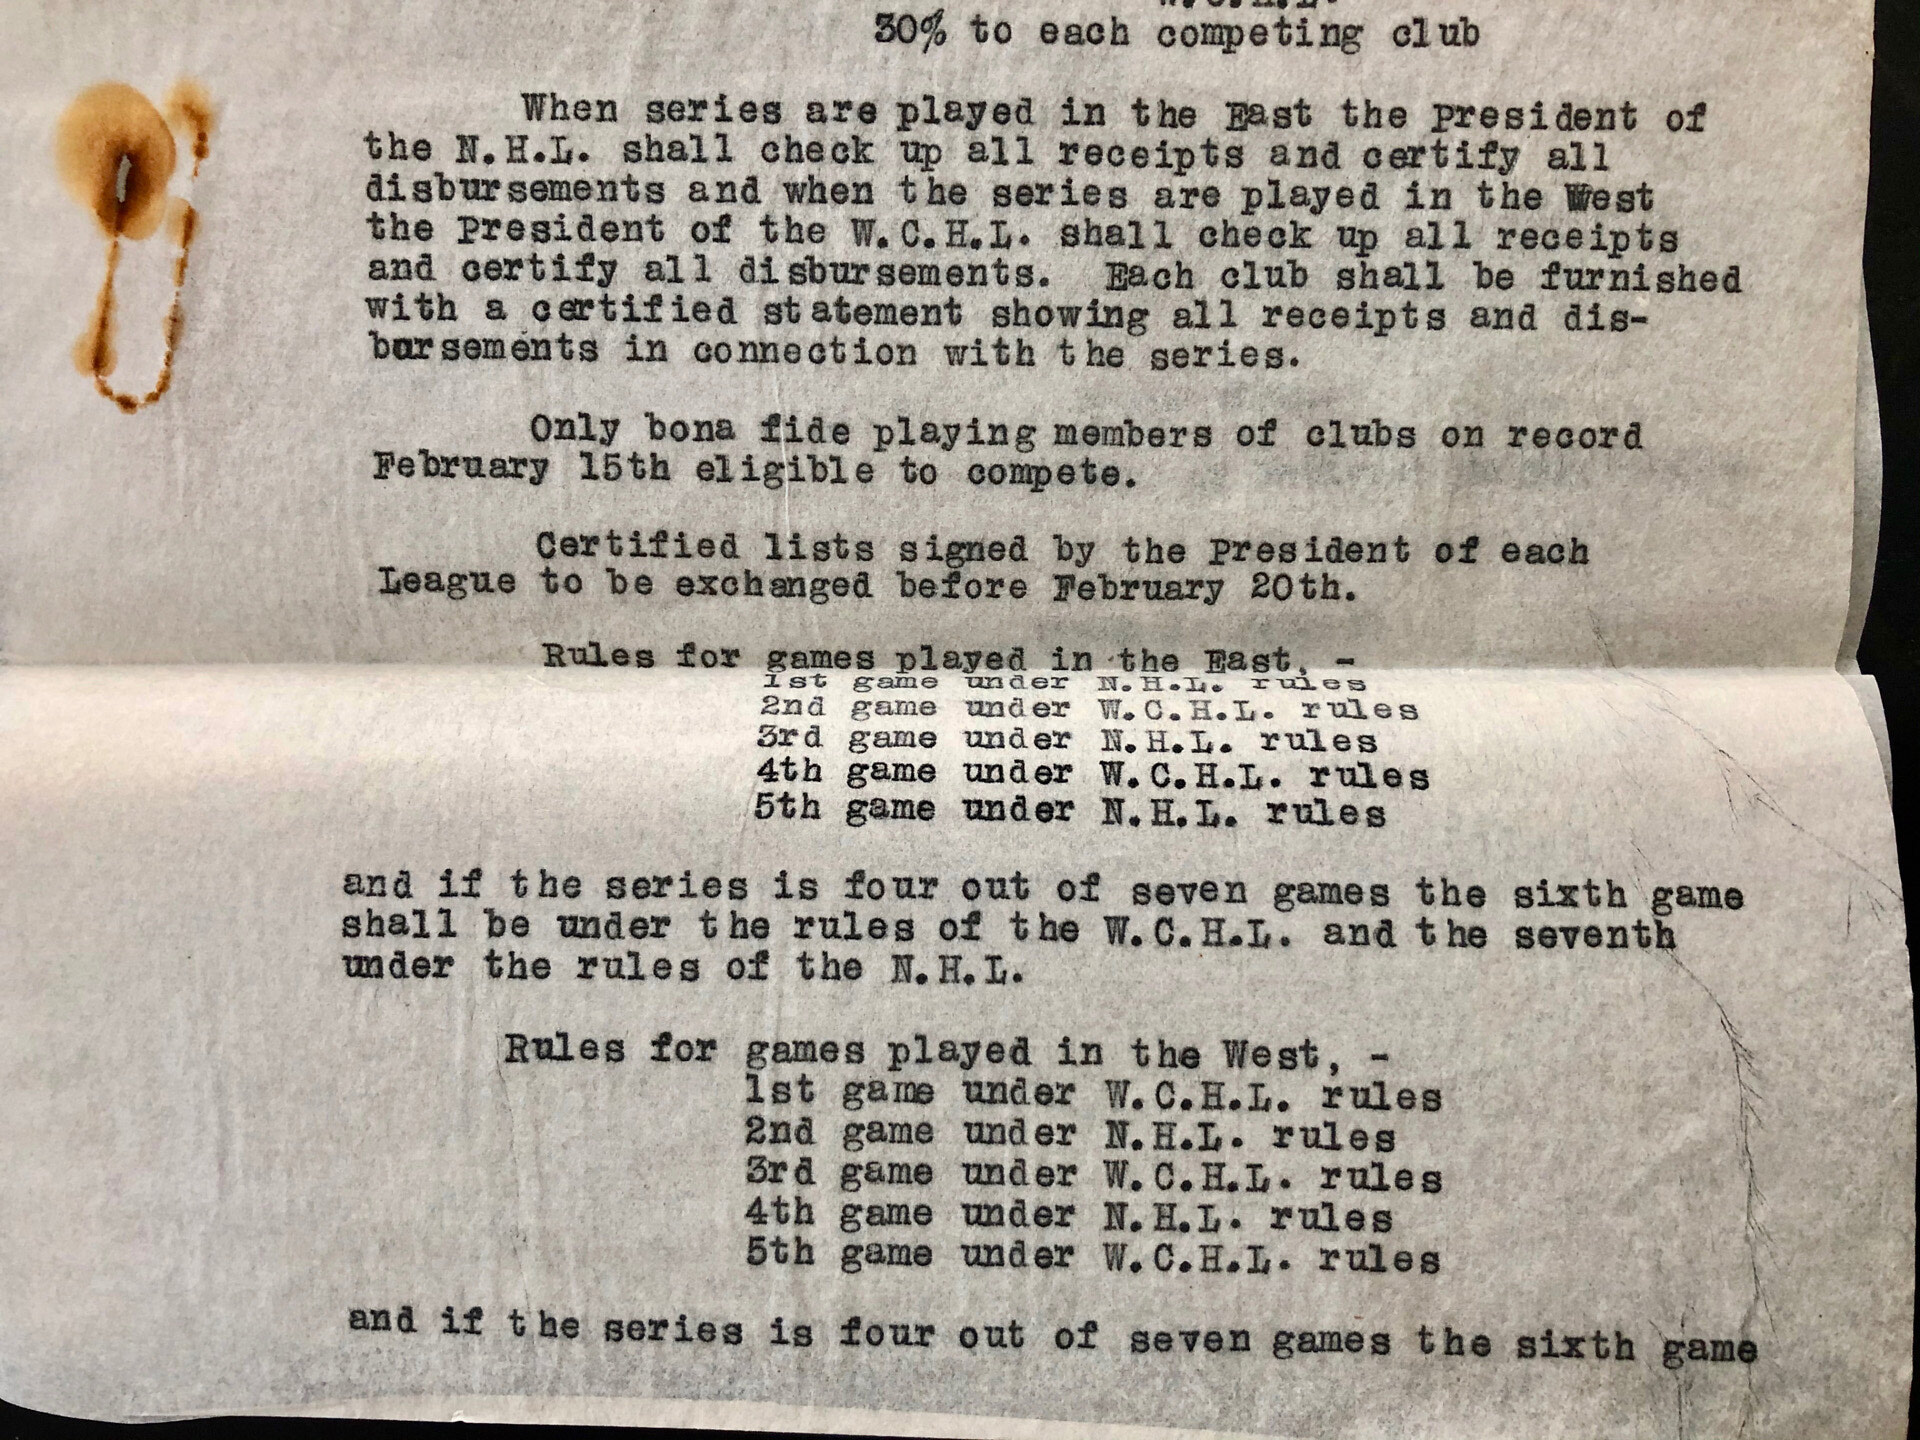 W.C.H.L.
30% to each competing club
When series are played in the East the President of
the N.H.L. shall check up all receipts and certify all
disbursements and when the series are played in the West
the President of the W.C.H.L. shall check up all receipts
and certify all disbursements. Each club shall be furnished
with a certified statement showing all receipts and dis-
bursements in connection with the series.
Only bona fide playing members of clubs on record
February 15th eligible to compete.
Certified lists signed by the President of each
League to be exchanged before February 20th.
Rules for games played in the East, -
1st game under N.H.L. rules
2nd game under W.C.H.L. rules
3rd game under N.H.L. rules
4th game under W.C.H.L. rules
5th game under N.H.L. rules
and if the series is four out of seven games the sixth game
shall be under the rules of the W.C.H.L. and the seventh
under the rules of the N.H.L.
Rules for games played in the West, -
1st game under W.C.H.L. rules
2nd game under N.H.L. rules
3rd game under W.C.H.L. rules
4th game under N.H.L. rules
5th game under W.C.H.L. rules
and if the series is four out of seven games the sixth game